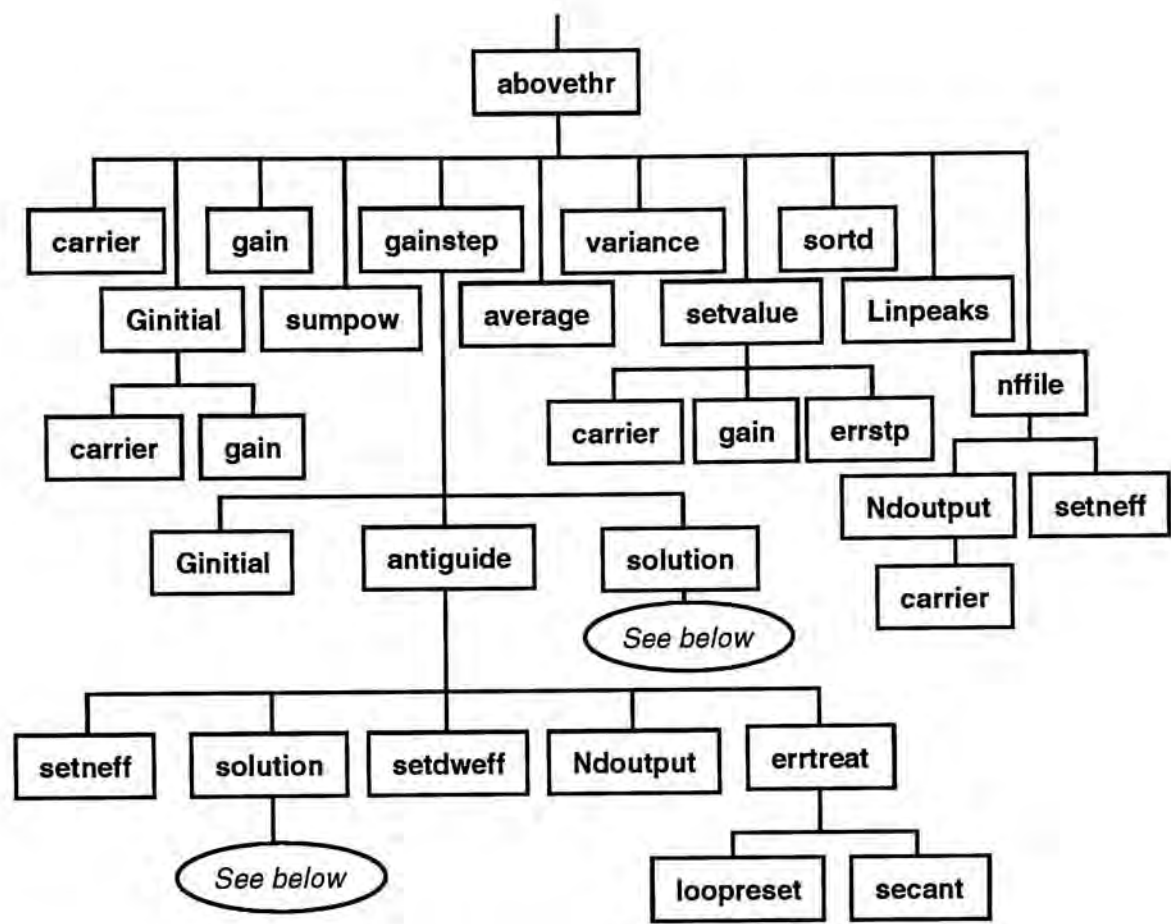 abovethr
carrier
gain
gainstep
variance
sortd
Ginitial
sumpow
average
setvalue
Linpeaks
nffile
carrier
gain
carrier
gain
errstp
Ndoutput
setneff
Ginitial
antiguide
solution
carrier
See below
setneff
solution
setdweff
Ndoutput
errtreat
See below
loopreset
secant